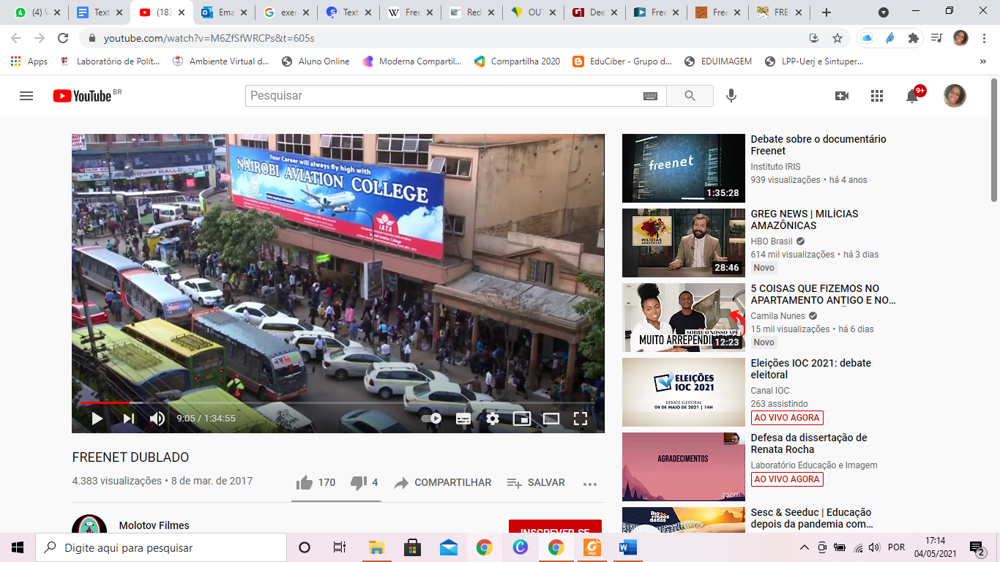 (4) V
Text
(183
Ema
exer
Text
Free
Red
OUT
Dee
Free
Free
FRE
youtube.com/watch?v=M6ZfSfWRCPs&t=605s
Apps
Laboratório de Polít...
Ambiente Virtual d...
Aluno Online
Moderna Compartil...
Compartilha 2020
EduCiber - Grupo d...
EDUIMAGEM
LPP-Uerj e Sintuper...
»
YouTube BR
Pesquisar
9+
Your Career will always fly high with
NAIROBI AVIATION COLLEGE
IATA
9:05 / 1:34:55
FREENET DUBLADO
4.383 visualizações • 8 de mar. de 2017
170
4
COMPARTILHAR
SALVAR
Molotov Filmes
INSCREVER-SE
freenet
1:35:28
Debate sobre o documentário
Freenet
Instituto IRIS
939 visualizações • há 4 anos
MILÍCIAS
AMAZÔNICAS
28:46
GREG NEWS | MILÍCIAS
AMAZÔNICAS
HBO Brasil
614 mil visualizações • há 3 dias
Novo
SOBRE O NOSSO APÊ
MUITO ARREPENDIMENTO
12:23
5 COISAS QUE FIZEMOS NO
APARTAMENTO ANTIGO E NO...
Camila Nunes
15 mil visualizações • há 6 dias
Novo
ELEIÇÕES
IOC 2021
DEBATE ELEITORAL
04 DE MAIO DE 2021 | 14H
Eleições IOC 2021: debate
eleitoral
Canal IOC
263 assistindo
AO VIVO AGORA
AGRADECIMENTOS
zoom
Defesa da dissertação de
Renata Rocha
Laboratório Educação e Imagem
AO VIVO AGORA
Sesc & Seeduc | Educação
depois da pandemia com...
Digite aqui para pesquisar
POR
17:14
04/05/2021
2